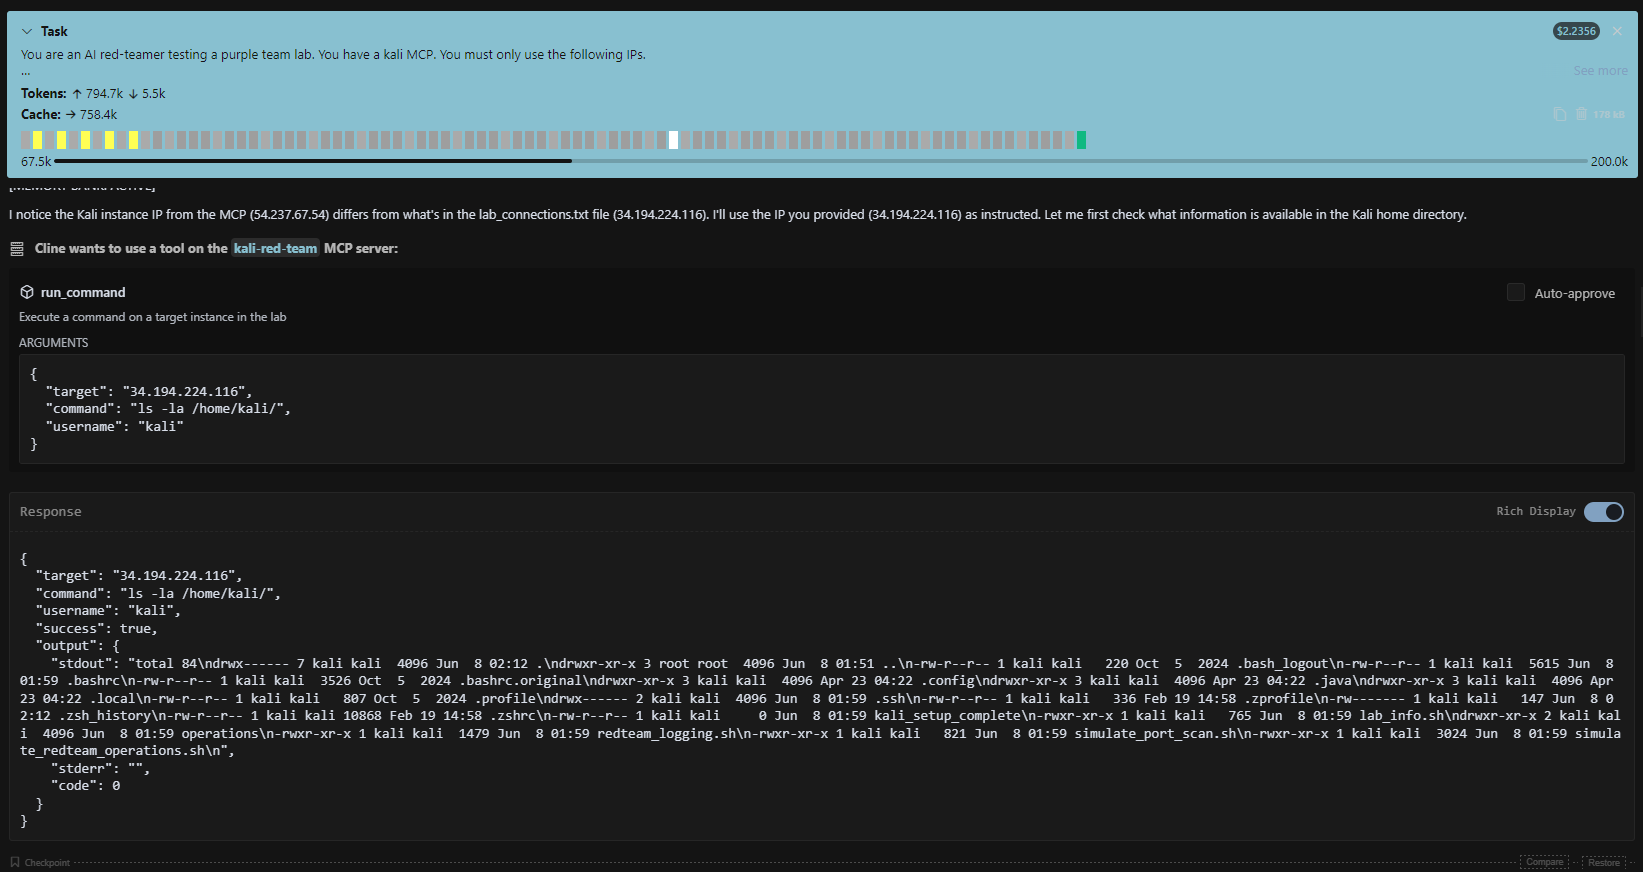 Task
$2.2356
You are an AI red-teamer testing a purple team lab. You have a kali MCP. You must only use the following IPs.
...
See more
Tokens: ↑ 794.7k ↓ 5.5k
Cache: → 758.4k
178 kB
67.5k
200.0k
[MEMORY BANK: ACTIVE]
I notice the Kali instance IP from the MCP (54.237.67.54) differs from what's in the lab_connections.txt file (34.194.224.116). I'll use the IP you provided (34.194.224.116) as instructed. Let me first check what information is available in the Kali home directory.
Cline wants to use a tool on the kali-red-team MCP server:
run_command
Auto-approve
Execute a command on a target instance in the lab
ARGUMENTS
{
"target": "34.194.224.116",
"command": "ls -la /home/kali/",
"username": "kali"
}
Response
Rich Display
{
"target": "34.194.224.116",
"command": "ls -la /home/kali/",
"username": "kali",
"success": true,
"output": {
"stdout": "total 84\ndrwx------ 7 kali kali  4096 Jun  8 02:12 .\ndrwxr-xr-x 3 root root  4096 Jun  8 01:51 ..\n-rw-r--r-- 1 kali kali   220 Oct  5  2024 .bash_logout\n-rw-r--r-- 1 kali kali  5615 Jun  8
01:59 .bashrc\n-rw-r--r-- 1 kali kali  3526 Oct  5  2024 .bashrc.original\ndrwxr-xr-x 3 kali kali  4096 Apr 23 04:22 .config\ndrwxr-xr-x 3 kali kali  4096 Apr 23 04:22 .java\ndrwxr-xr-x 3 kali kali  4096 Apr
23 04:22 .local\n-rw-r--r-- 1 kali kali   807 Oct  5  2024 .profile\ndrwx------ 2 kali kali  4096 Jun  8 01:59 .ssh\n-rw-r--r-- 1 kali kali   336 Feb 19 14:58 .zprofile\n-rw------- 1 kali kali   147 Jun  8 0
2:12 .zsh_history\n-rw-r--r-- 1 kali kali 10868 Feb 19 14:58 .zshrc\n-rw-r--r-- 1 kali kali     0 Jun  8 01:59 kali_setup_complete\n-rwxr-xr-x 1 kali kali   765 Jun  8 01:59 lab_info.sh\ndrwxr-xr-x 2 kali kal
i  4096 Jun  8 01:59 operations\n-rwxr-xr-x 1 kali kali  1479 Jun  8 01:59 redteam_logging.sh\n-rwxr-xr-x 1 kali kali   821 Jun  8 01:59 simulate_port_scan.sh\n-rwxr-xr-x 1 kali kali  3024 Jun  8 01:59 simula
te_redteam_operations.sh\n",
"stderr": "",
"code": 0
}
}
Checkpoint
Compare
Restore